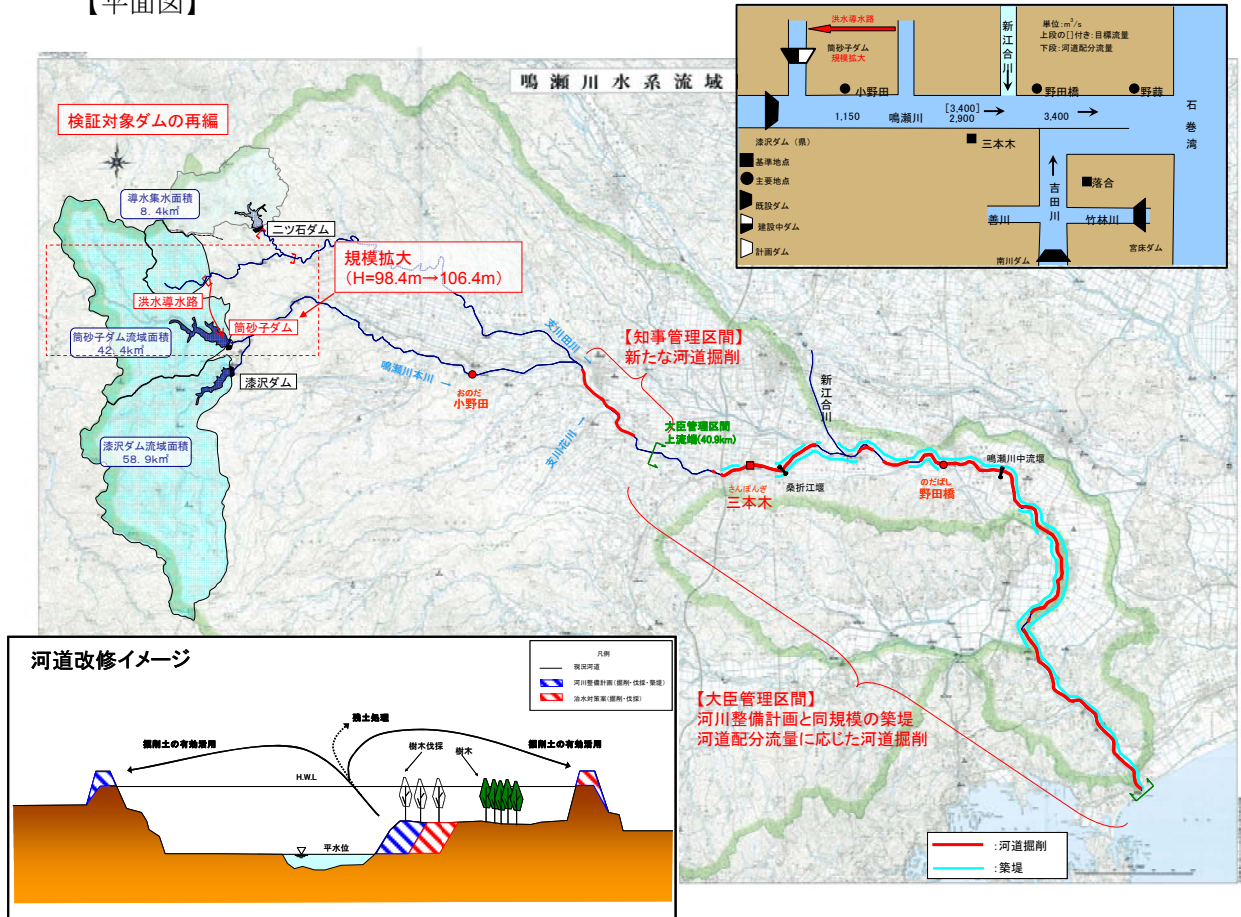 【平面図】
鳴瀬川水系流域
検証対象ダムの再編
導水集水面積
8.4km²
二ツ石ダム
規模拡大
(H=98.4m→106.4m)
洪水導水路
筒砂子ダム
筒砂子ダム流域面積
42.4km²
漆沢ダム
漆沢ダム流域面積
58.9km²
鳴瀬川本川 →
おのだ
小野田
支川田川 →
支川花川 →
【知事管理区間】
新たな河道掘削
大臣管理区間
上流端(40.9km)
新江合川
さんぼんぎ
三本木
桑折江堰
のだばし
野田橋
鳴瀬川中流堰
【大臣管理区間】
河川整備計画と同規模の築堤
河道配分流量に応じた河道掘削
:河道掘削
:築堤
洪水導水路
筒砂子ダム
規模拡大
新江合川
単位:m³/s
上段の[]付き:目標流量
下段:河道配分流量
小野田
野田橋
野蒜
石巻湾
1,150
鳴瀬川
[3,400]
2,900
3,400
漆沢ダム(県)
三本木
基準地点
主要地点
既設ダム
建設中ダム
計画ダム
吉田川
落合
善川
竹林川
宮床ダム
南川ダム
河道改修イメージ
凡例
現況河道
河川整備計画(掘削・伐採・築堤)
治水対策案(掘削・伐採)
残土処理
掘削土の有効活用
掘削土の有効活用
樹木伐採
樹木
H.W.L
平水位